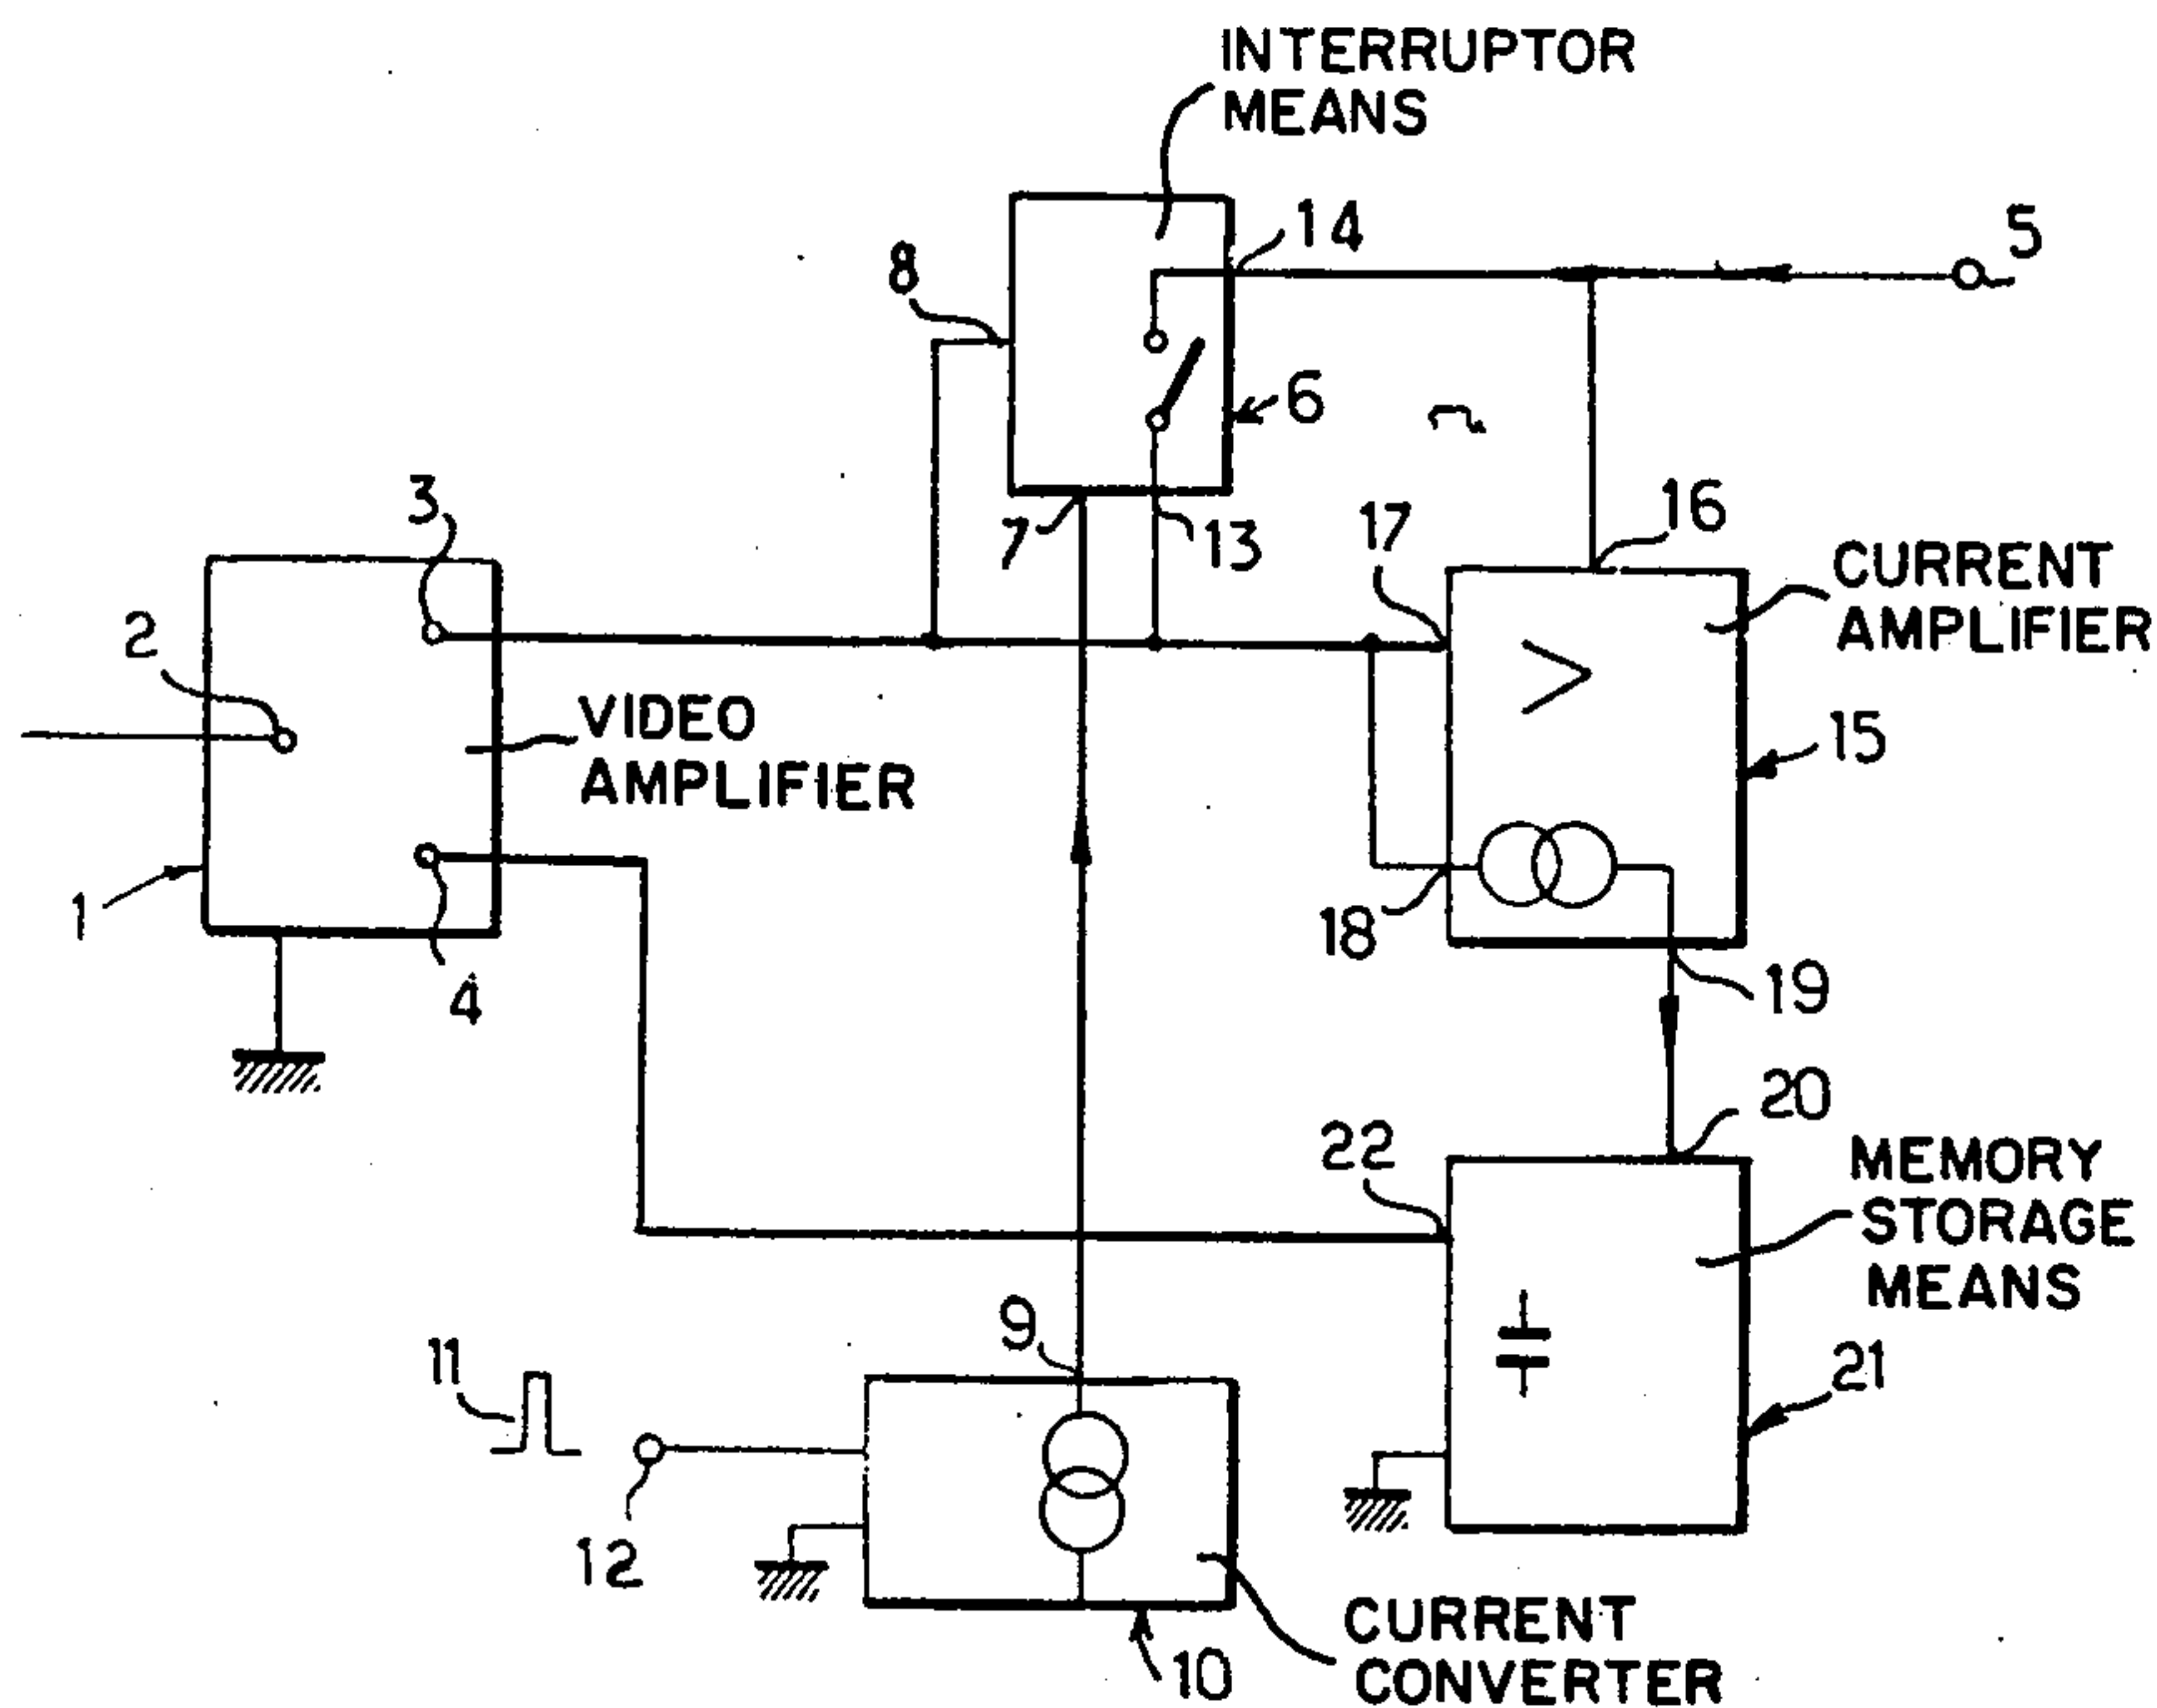 INTERRUPTOR
MEANS
14
5
8
6
3
7
13
17
16
CURRENT
AMPLIFIER
2
VIDEO
AMPLIFIER
15
1
18
4
19
20
22
MEMORY
STORAGE
MEANS
9
11
21
12
CURRENT
CONVERTER
10